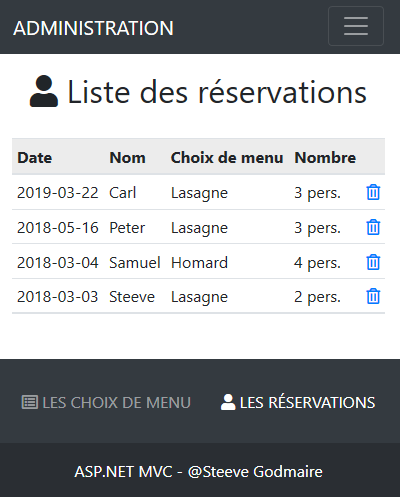 ADMINISTRATION
Liste des réservations
Date Nom Choix de menu Nombre
2019-03-22 Carl Lasagne 3 pers.
2018-05-16 Peter Lasagne 3 pers.
2018-03-04 Samuel Homard 4 pers.
2018-03-03 Steeve Lasagne 2 pers.
LES CHOIX DE MENU LES RÉSERVATIONS
ASP.NET MVC - @Steeve Godmaire